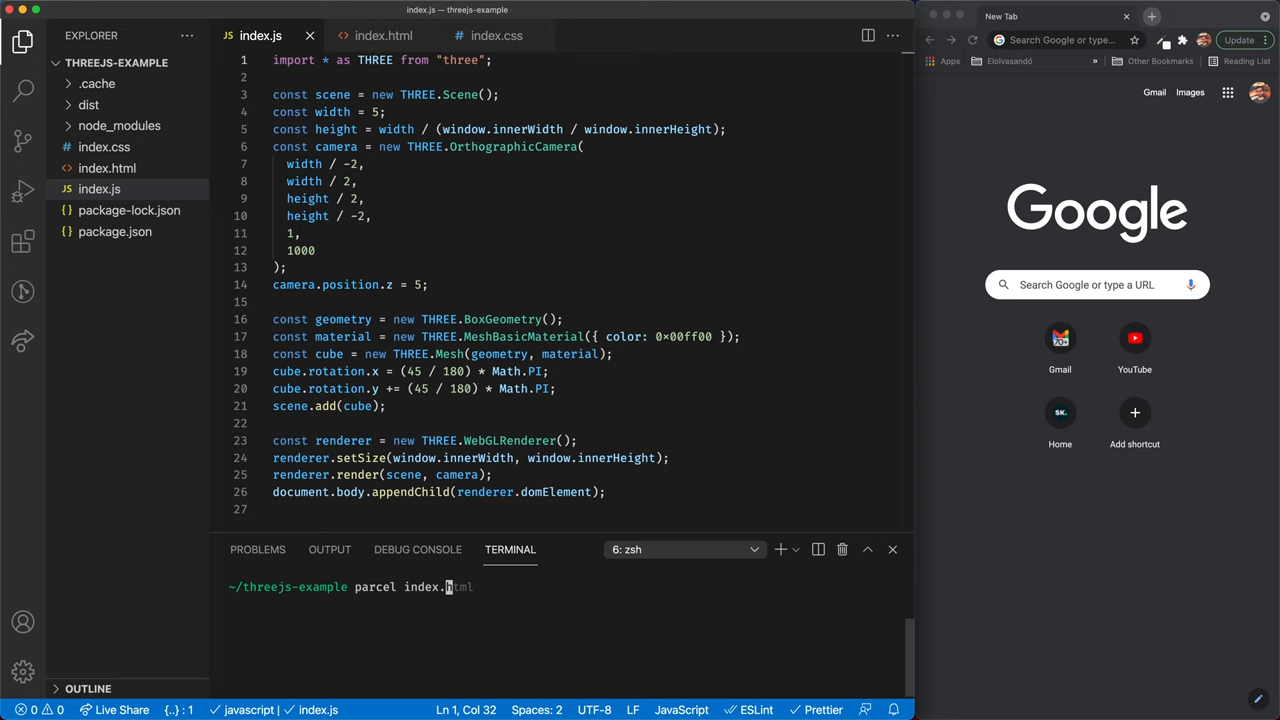 index.js — threejs-example
EXPLORER
THREEJS-EXAMPLE
.cache
dist
node_modules
# index.css
<> index.html
JS index.js
{} package-lock.json
{} package.json
OUTLINE
JS index.js
<> index.html
# index.css
1 import * as THREE from "three";
2
3 const scene = new THREE.Scene();
4 const width = 5;
5 const height = width / (window.innerWidth / window.innerHeight);
6 const camera = new THREE.OrthographicCamera(
7 width / -2,
8 width / 2,
9 height / 2,
10 height / -2,
11 1,
12 1000
13 );
14 camera.position.z = 5;
15
16 const geometry = new THREE.BoxGeometry();
17 const material = new THREE.MeshBasicMaterial({ color: 0×00ff00 });
18 const cube = new THREE.Mesh(geometry, material);
19 cube.rotation.x = (45 / 180) * Math.PI;
20 cube.rotation.y += (45 / 180) * Math.PI;
21 scene.add(cube);
22
23 const renderer = new THREE.WebGLRenderer();
24 renderer.setSize(window.innerWidth, window.innerHeight);
25 renderer.render(scene, camera);
26 document.body.appendChild(renderer.domElement);
27
PROBLEMS OUTPUT DEBUG CONSOLE TERMINAL 6: zsh
~/threejs-example parcel index.html
0 0 Live Share {..} : 1 javascript | index.js Ln 1, Col 32 Spaces: 2 UTF-8 LF JavaScript ESLint Prettier
New Tab
Search Google or type... Update
Apps Elolvasandó » Other Bookmarks Reading List
Gmail Images
Google
Search Google or type a URL
70+
Gmail YouTube
SK.
Home Add shortcut